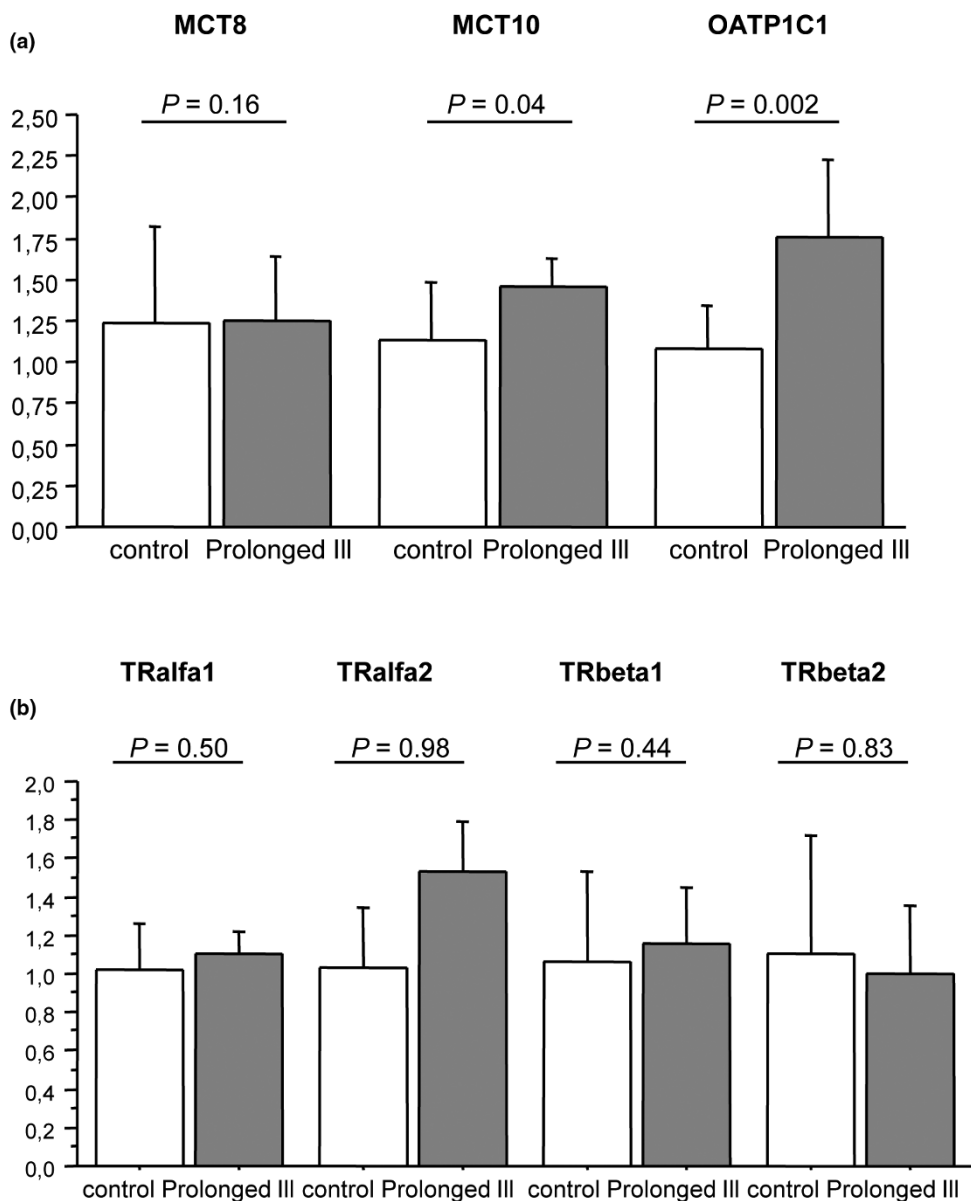 MCT8 MCT10 OATP1C1
(a)
P = 0.16 P = 0.04 P = 0.002
2,50
2,25
2,00
1,75
1,50
1,25
1,00
0,75
0,50
0,25
0,00
control Prolonged Ill control Prolonged Ill control Prolonged Ill
TRalfa1 TRalfa2 TRbeta1 TRbeta2
(b)
P = 0.50 P = 0.98 P = 0.44 P = 0.83
2,0
1,8
1,6
1,4
1,2
1,0
0,8
0,6
0,4
0,2
0,0
control Prolonged Ill control Prolonged Ill control Prolonged Ill control Prolonged Ill